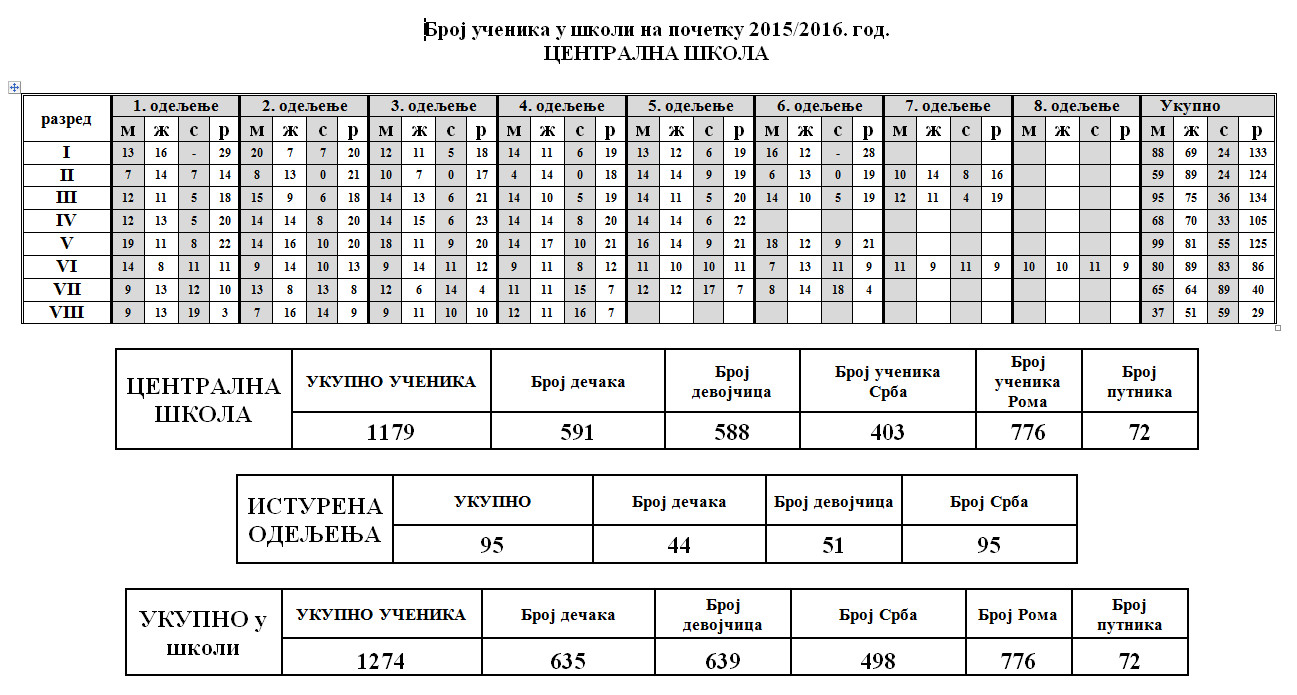 Број ученика у школи на почетку 2015/2016. год.
ЦЕНТРАЛНА ШКОЛА
разред 1. одељење 2. одељење 3. одељење 4. одељење 5. одељење 6. одељење 7. одељење 8. одељење Укупно
м ж с р м ж с р м ж с р м ж с р м ж с р м ж с р м ж с р м ж с р м ж с р
I 13 16 - 29 20 7 7 20 12 11 5 18 14 11 6 19 13 12 6 19 16 12 - 28 88 69 24 133
II 7 14 7 14 8 13 0 21 10 7 0 17 4 14 0 18 14 14 9 19 6 13 0 19 10 14 8 16 59 89 24 124
III 12 11 5 18 15 9 6 18 14 13 6 21 14 10 5 19 14 11 5 20 14 10 5 19 12 11 4 19 95 75 36 134
IV 12 13 5 20 14 14 8 20 14 15 6 23 14 14 8 20 14 14 6 22 68 70 33 105
V 19 11 8 22 14 16 10 20 18 11 9 20 14 17 10 21 16 14 9 21 18 12 9 21 99 81 55 125
VI 14 8 11 11 9 14 10 13 9 14 11 12 9 11 8 12 11 10 10 11 7 13 11 9 11 9 11 9 10 10 11 9 80 89 83 86
VII 9 13 12 10 13 8 13 8 12 6 14 4 11 11 15 7 12 12 17 7 8 14 18 4 65 64 89 40
VIII 9 13 19 3 7 16 14 9 9 11 10 10 12 11 16 7 37 51 59 29
ЦЕНТРАЛНА
ШКОЛА
УКУПНО УЧЕНИКА
Број дечака
Број
девојчица
Број ученика
Срба
Број
ученика
Рома
Број
путника
1179 591 588 403 776 72
ИСТУРЕНА
ОДЕЉЕЊА
УКУПНО
Број дечака
Број девојчица
Број Срба
95 44 51 95
УКУПНО у
школи
УКУПНО УЧЕНИКА
Број дечака
Број
девојчица
Број Срба
Број Рома
Број
путника
1274 635 639 498 776 72